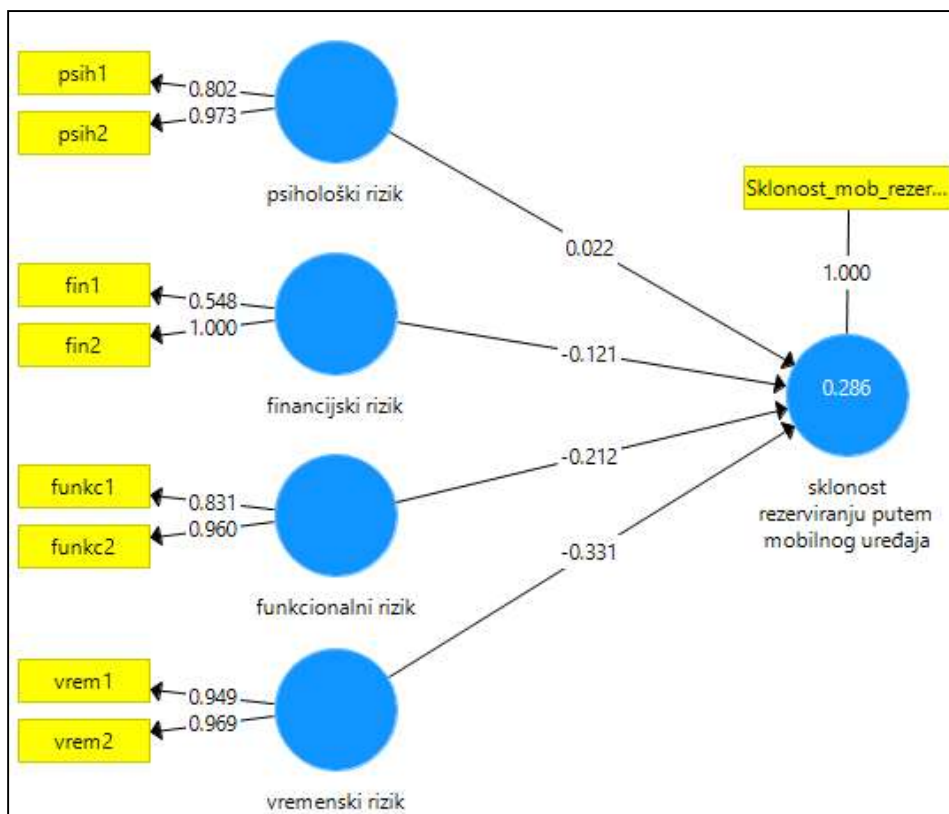 psih1
0.802
psih2
0.973
psihološki rizik
Sklonost_mob_rezer...
1.000
0.022
fin1
0.548
fin2
1.000
financijski rizik
-0.121
0.286
sklonost
rezerviranju putem
mobilnog uređaja
funkc1
0.831
funkc2
0.960
funkcionalni rizik
-0.212
-0.331
vrem1
0.949
vrem2
0.969
vremenski rizik